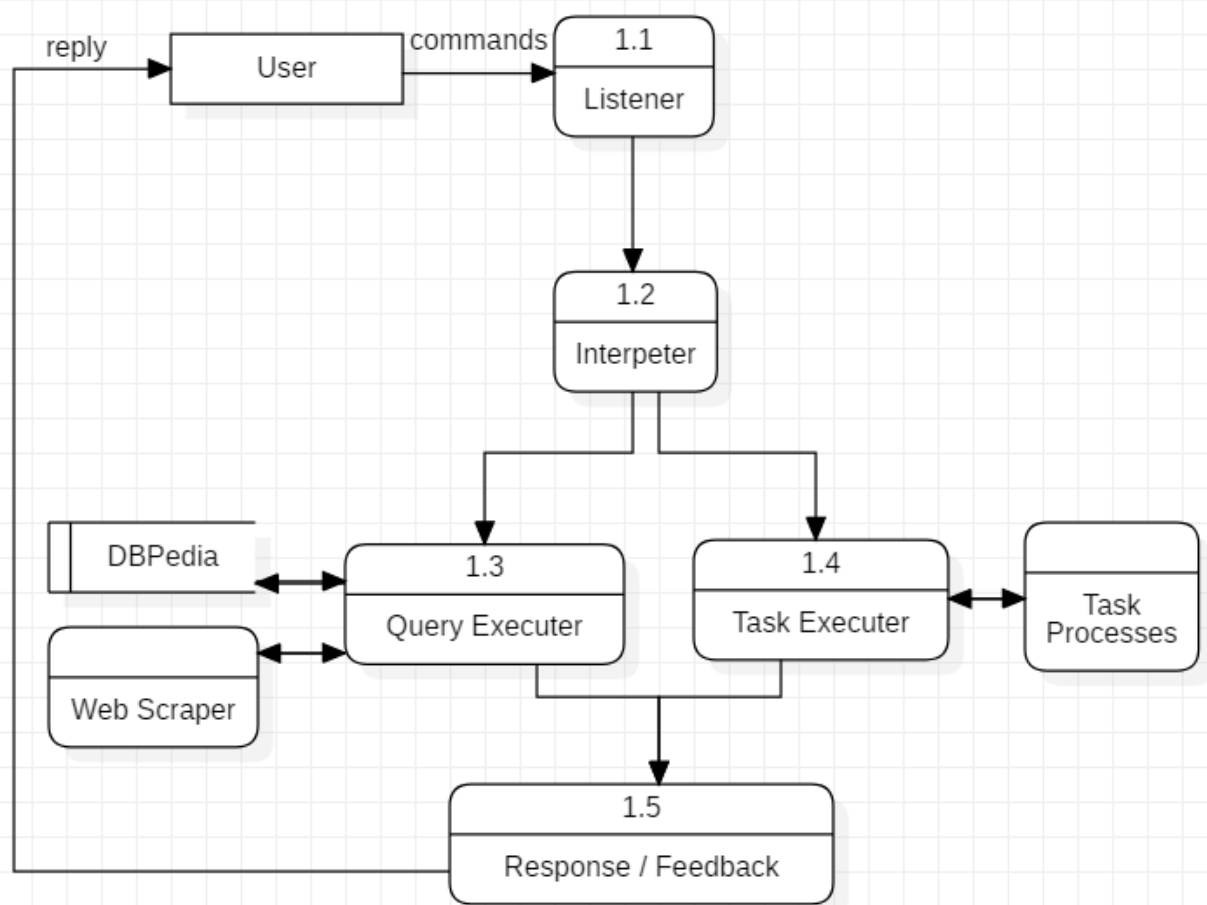 reply
User
commands
1.1
Listener
1.2
Interpeter
DBPedia
1.3
Query Executer
1.4
Task Executer
Task
Processes
Web Scraper
1.5
Response / Feedback